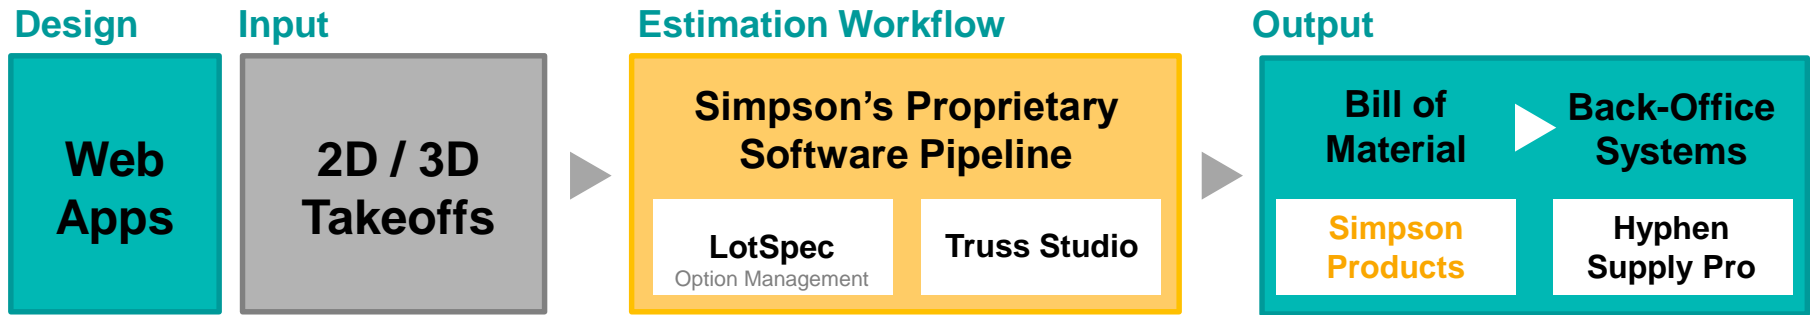 Design
Input
Estimation Workflow
Output
Web
Apps
2D / 3D
Takeoffs
Simpson’s Proprietary
Software Pipeline
LotSpec
Option Management
Truss Studio
Bill of
Material
Back-Office
Systems
Simpson
Products
Hyphen
Supply Pro